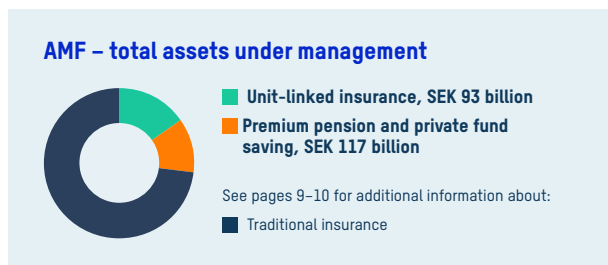 AMF – total assets under management
Unit-linked insurance, SEK 93 billion
Premium pension and private fund
saving, SEK 117 billion
See pages 9–10 for additional information about:
Traditional insurance